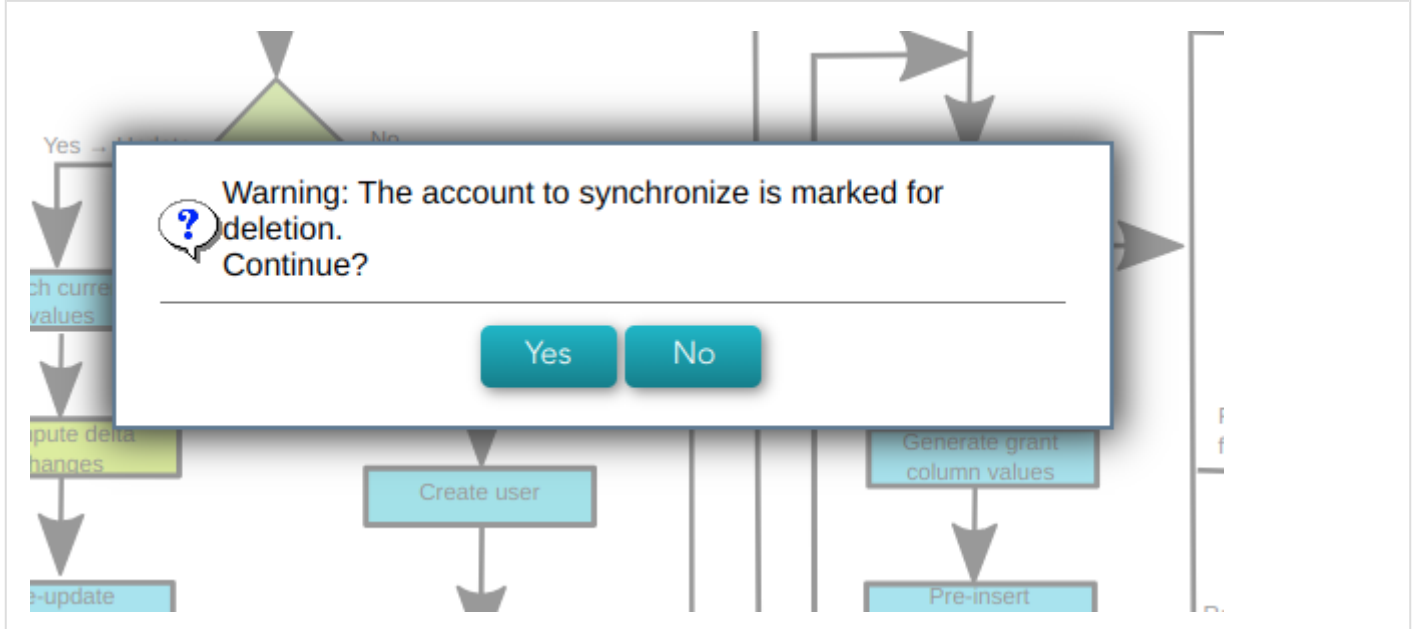 Yes → Update
No
Warning: The account to synchronize is marked for
deletion.
Continue?
?
Yes
No
values
Generate grant
column values
Create user
Pre-insert